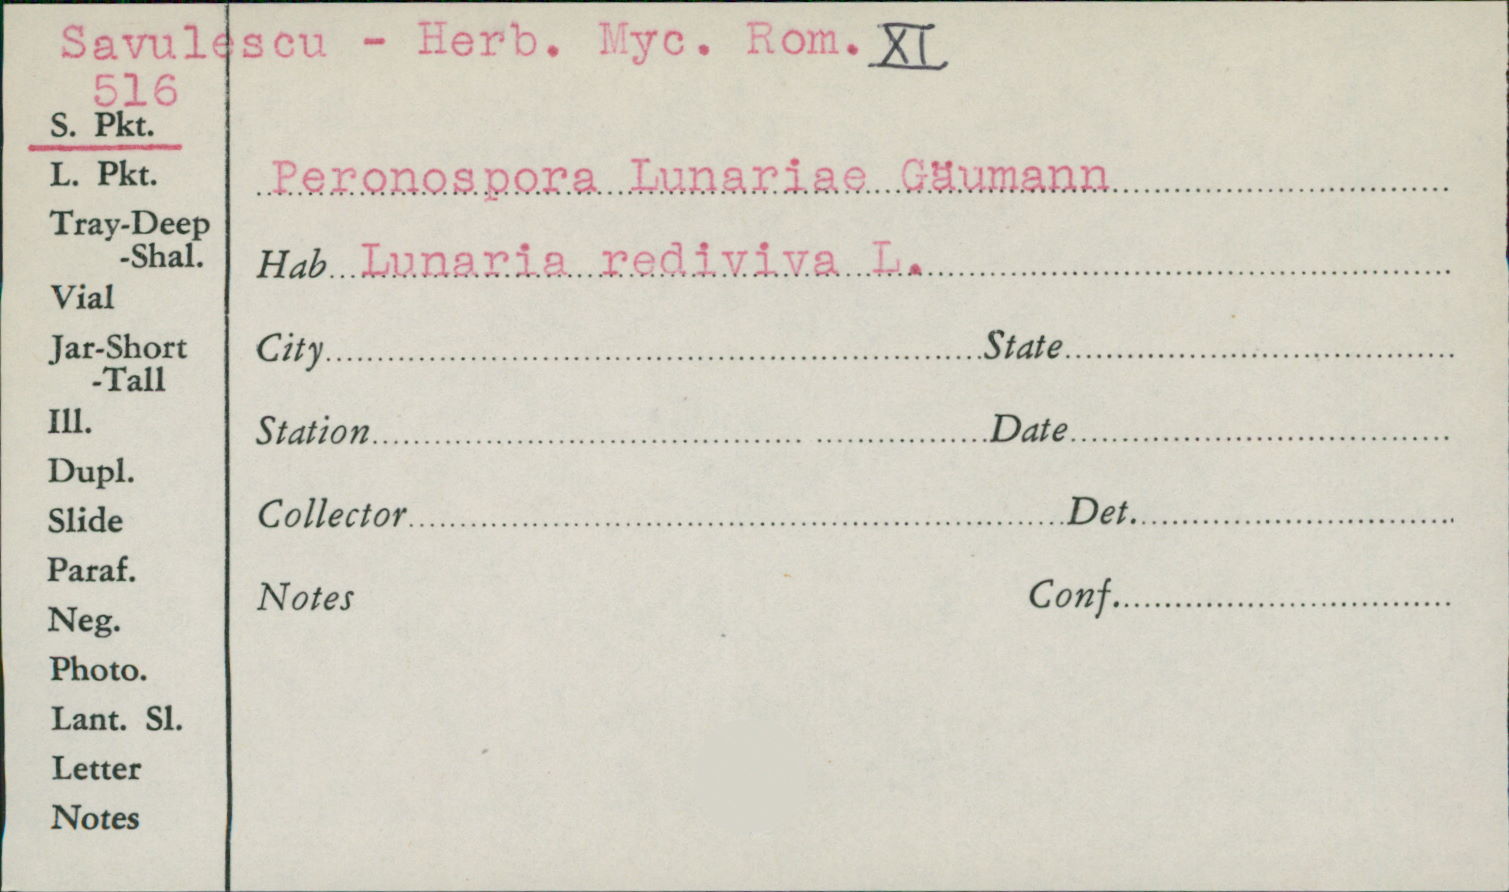 Savulescu - Herb. Myc. Rom. XI
516
S. Pkt.
L. Pkt.
Tray-Deep
-Shal.
Vial
Jar-Short
-Tall
Ill.
Dupl.
Slide
Paraf.
Neg.
Photo.
Lant. Sl.
Letter
Notes
Peronospora Lunariae Gäumann
Hab Lunaria rediviva L.
City State
Station Date
Collector Det.
Notes Conf.